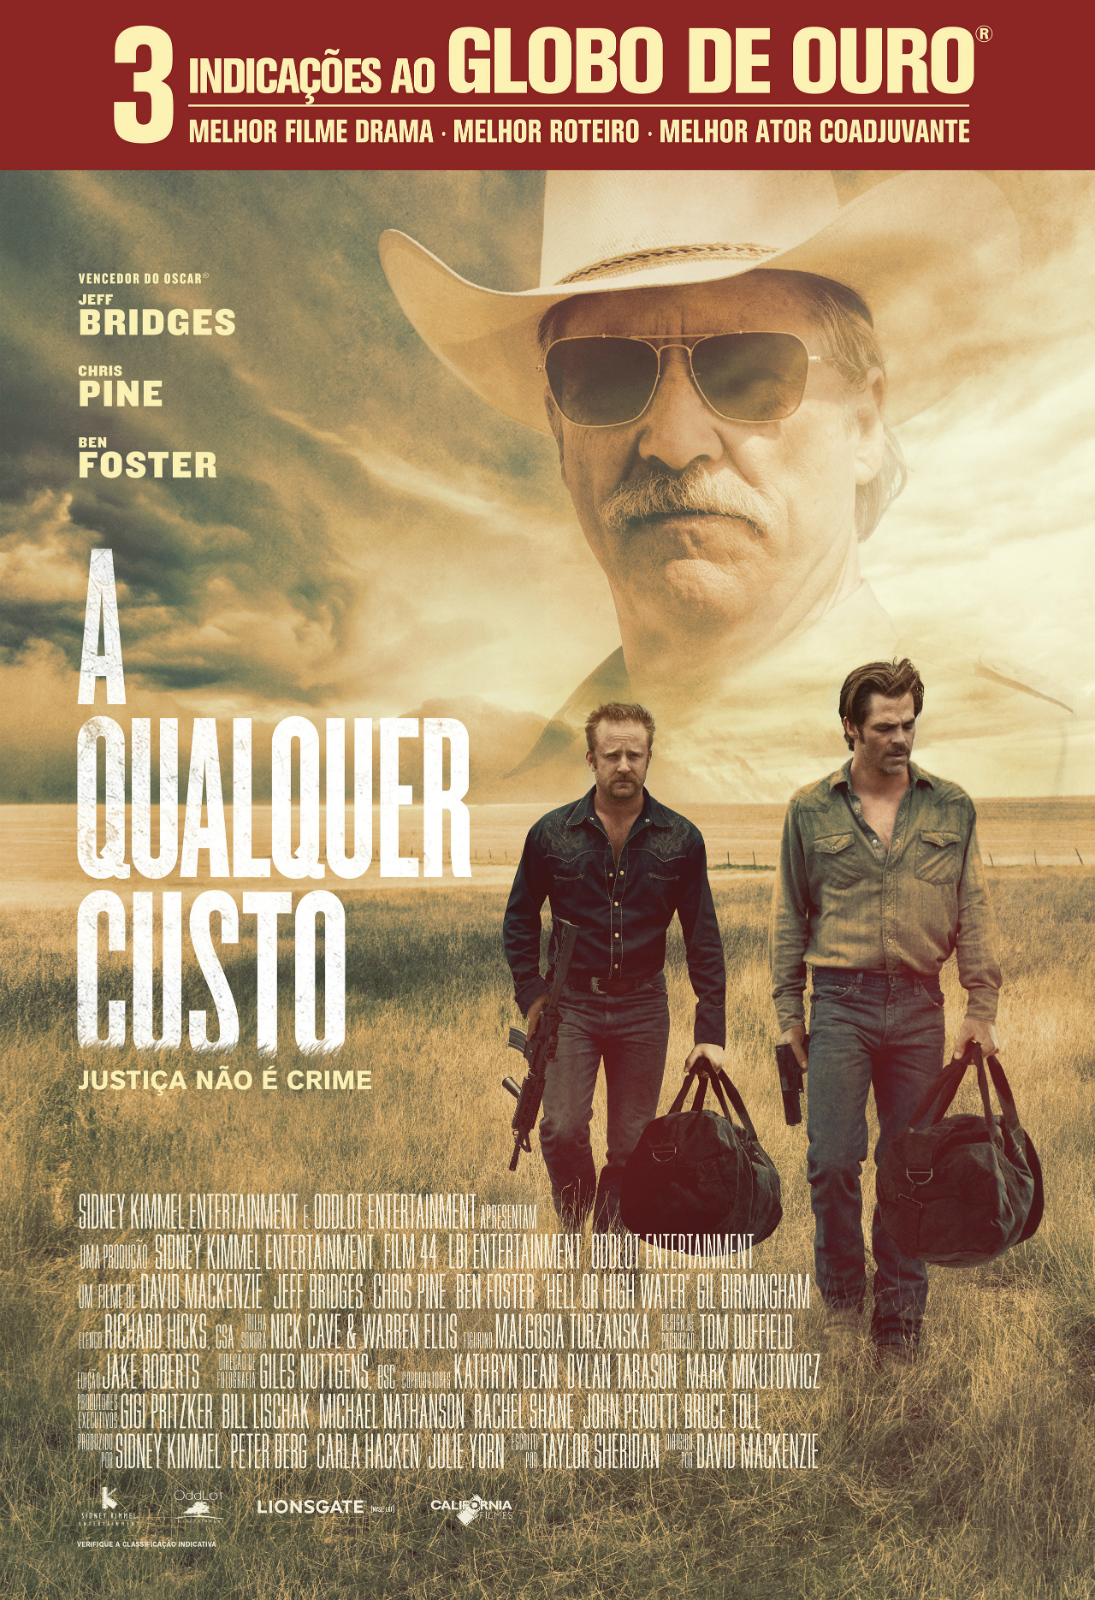 3 INDICAÇÕES AO GLOBO DE OURO®
MELHOR FILME DRAMA · MELHOR ROTEIRO · MELHOR ATOR COADJUVANTE
VENCEDOR DO OSCAR®
JEFF
BRIDGES
CHRIS
PINE
BEN
FOSTER
A
QUALQUER
CUSTO
JUSTIÇA NÃO É CRIME
SIDNEY KIMMEL ENTERTAINMENT E ODDLOT ENTERTAINMENT APRESENTAM
UMA PRODUÇÃO SIDNEY KIMMEL ENTERTAINMENT FILM 44 LBI ENTERTAINMENT ODDLOT ENTERTAINMENT
UM FILME DE DAVID MACKENZIE JEFF BRIDGES CHRIS PINE BEN FOSTER "HELL OR HIGH WATER" GIL BIRMINGHAM
ELENCO RICHARD HICKS, CSA TRILHA SONORA NICK CAVE & WARREN ELLIS FIGURINO MALGOSIA TURZANSKA DESIGN DE PRODUÇÃO TOM DUFFIELD
EDIÇÃO JAKE ROBERTS DIREÇÃO DE FOTOGRAFIA GILES NUTTGENS, BSC COPRODUTORES KATHRYN DEAN DYLAN TARASON MARK MIKUTOWICZ
PRODUTORES EXECUTIVOS GIGI PRITZKER BILL LISCHAK MICHAEL NATHANSON RACHEL SHANE JOHN PENOTTI BRUCE TOLL
PRODUZIDO POR SIDNEY KIMMEL PETER BERG CARLA HACKEN JULIE YORN ESCRITO POR TAYLOR SHERIDAN DIRIGIDO POR DAVID MACKENZIE
K SIDNEY KIMMEL ENTERTAINMENT OddLot LIONSGATE CALIFÓRNIA FILMES
VERIFIQUE A CLASSIFICAÇÃO INDICATIVA